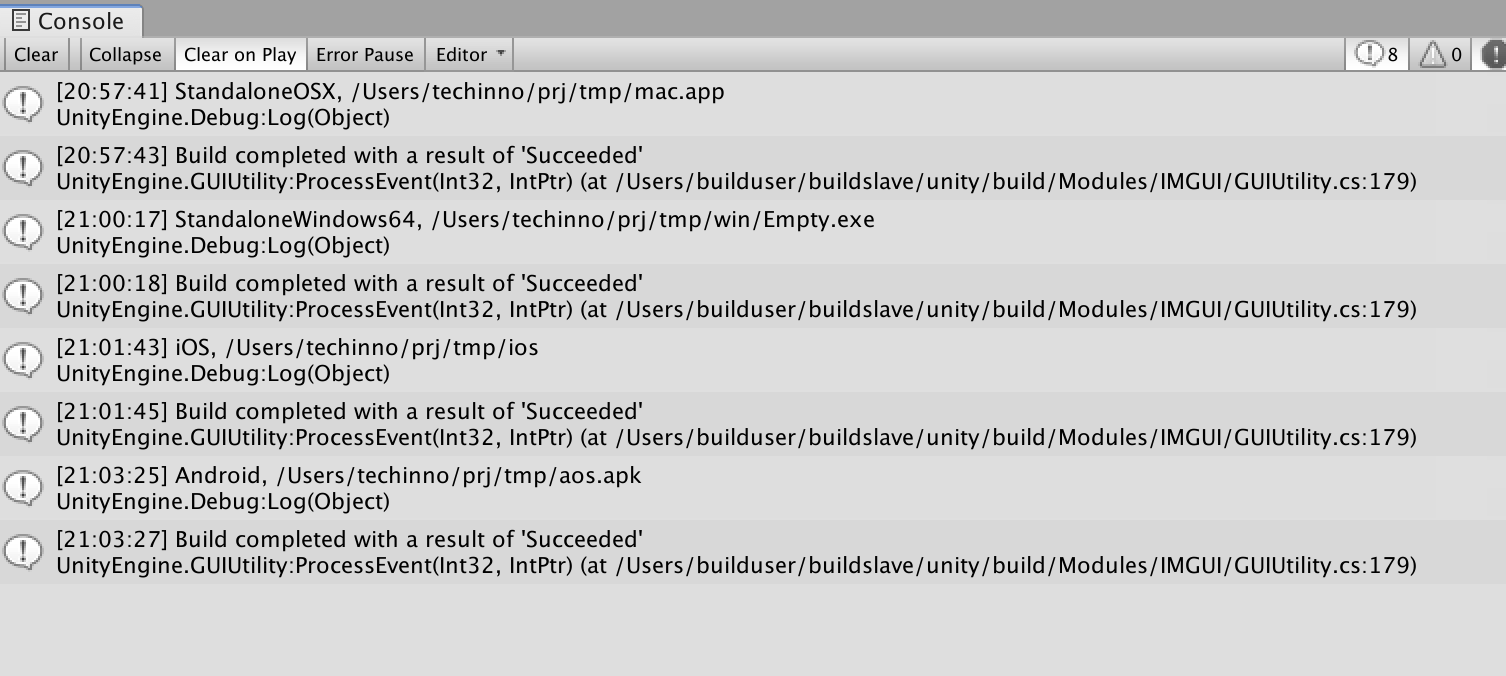 Console
Clear Collapse Clear on Play Error Pause Editor 8 0
[20:57:41] StandaloneOSX, /Users/techinno/prj/tmp/mac.app
UnityEngine.Debug:Log(Object)
[20:57:43] Build completed with a result of 'Succeeded'
UnityEngine.GUIUtility:ProcessEvent(Int32, IntPtr) (at /Users/builduser/buildslave/unity/build/Modules/IMGUI/GUIUtility.cs:179)
[21:00:17] StandaloneWindows64, /Users/techinno/prj/tmp/win/Empty.exe
UnityEngine.Debug:Log(Object)
[21:00:18] Build completed with a result of 'Succeeded'
UnityEngine.GUIUtility:ProcessEvent(Int32, IntPtr) (at /Users/builduser/buildslave/unity/build/Modules/IMGUI/GUIUtility.cs:179)
[21:01:43] iOS, /Users/techinno/prj/tmp/ios
UnityEngine.Debug:Log(Object)
[21:01:45] Build completed with a result of 'Succeeded'
UnityEngine.GUIUtility:ProcessEvent(Int32, IntPtr) (at /Users/builduser/buildslave/unity/build/Modules/IMGUI/GUIUtility.cs:179)
[21:03:25] Android, /Users/techinno/prj/tmp/aos.apk
UnityEngine.Debug:Log(Object)
[21:03:27] Build completed with a result of 'Succeeded'
UnityEngine.GUIUtility:ProcessEvent(Int32, IntPtr) (at /Users/builduser/buildslave/unity/build/Modules/IMGUI/GUIUtility.cs:179)